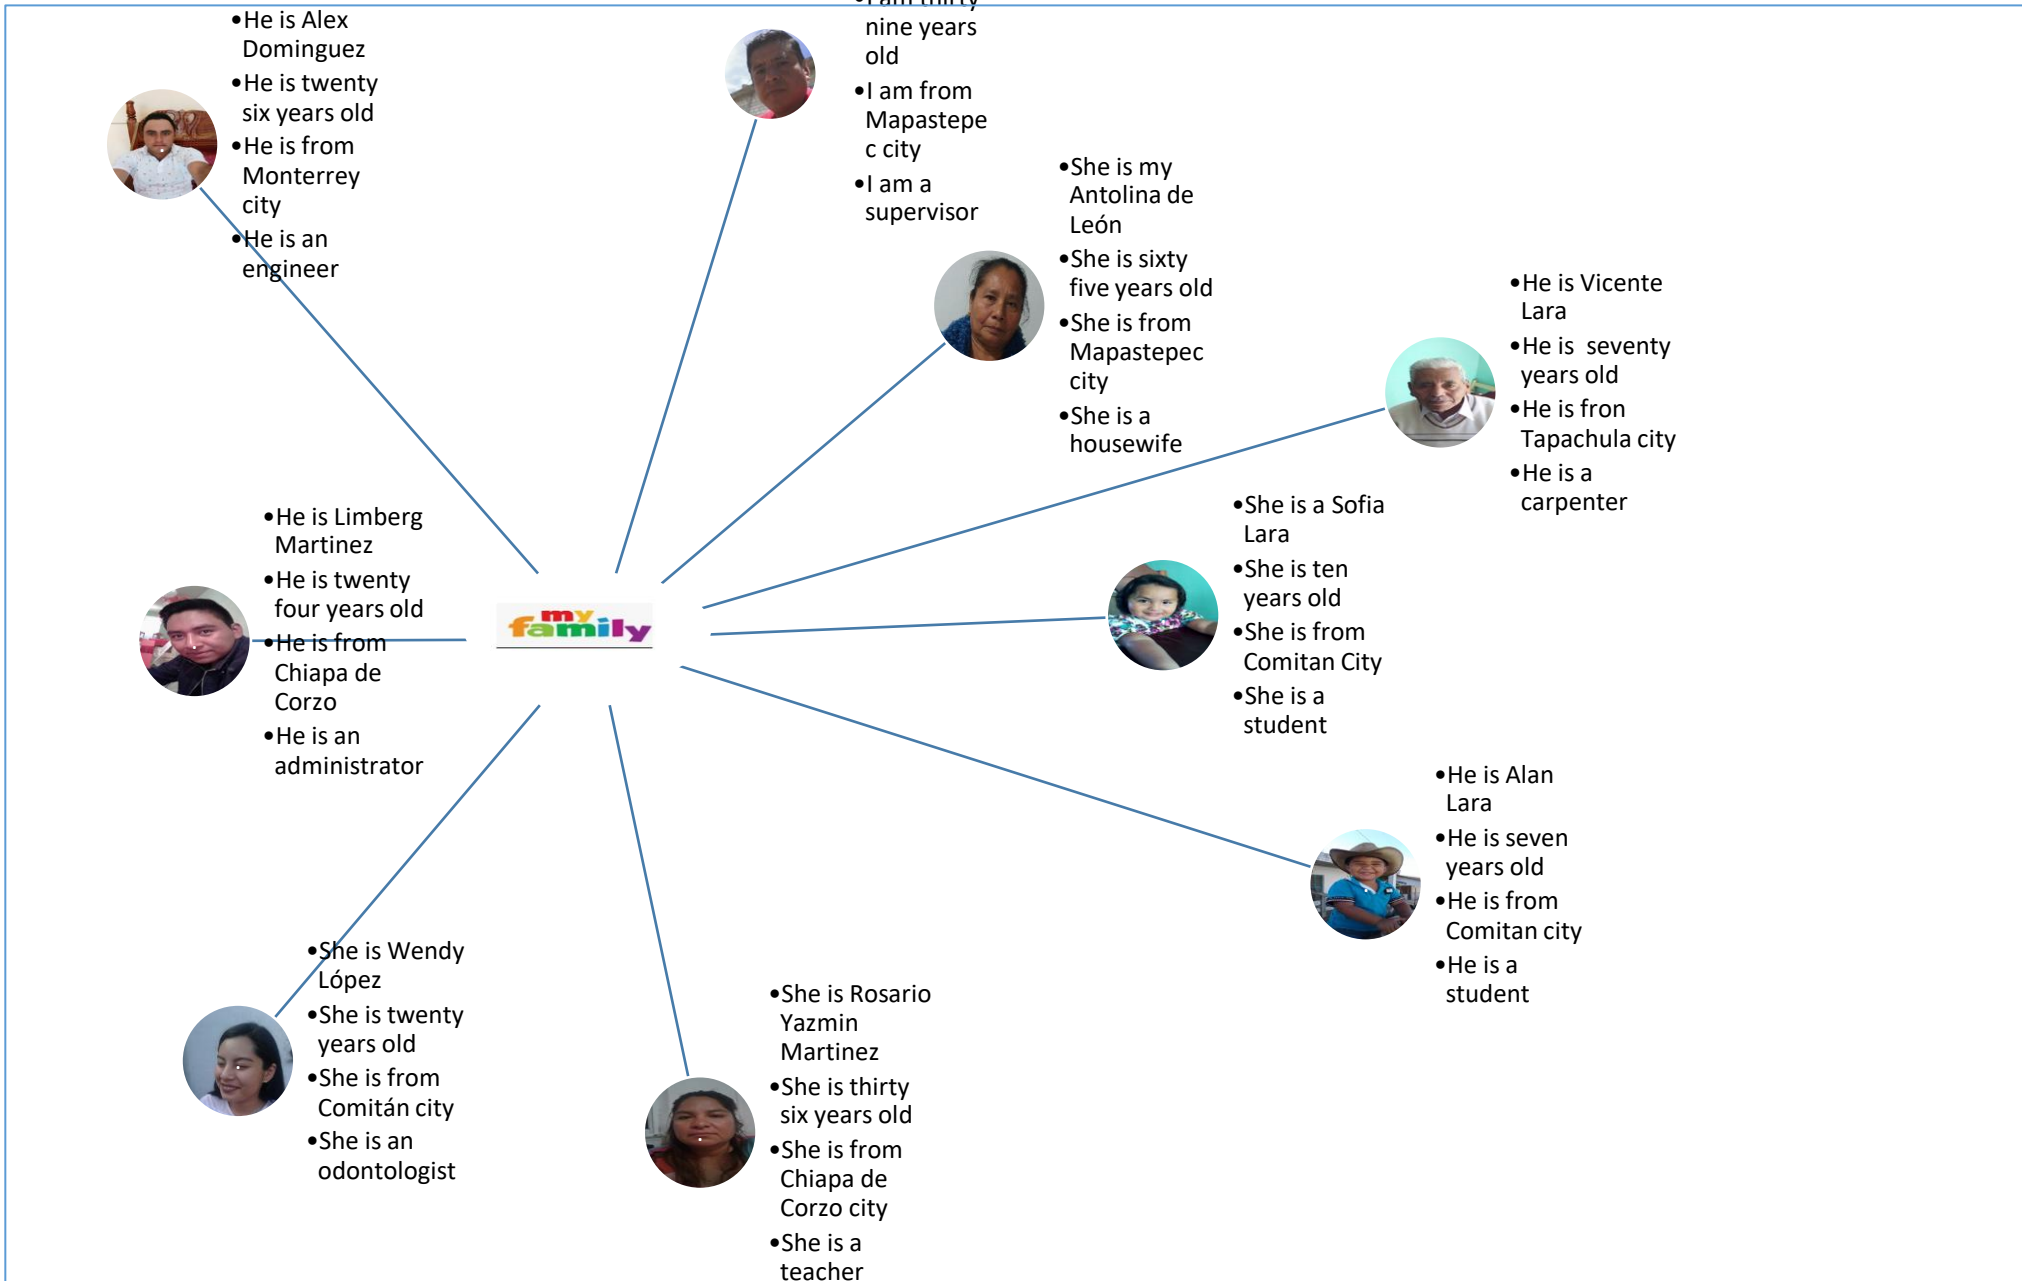 •He is Alex
Dominguez
•He is twenty
six years old
•He is from
Monterrey
city
•He is an
engineer
•I am thirty
nine years
old
•I am from
Mapastepe
c city
•I am a
supervisor
•She is my
Antolina de
León
•She is sixty
five years old
•She is from
Mapastepec
city
•She is a
housewife
•He is Vicente
Lara
•He is  seventy
years old
•He is fron
Tapachula city
•He is a
carpenter
•She is a Sofia
Lara
•She is ten
years old
•She is from
Comitan City
•She is a
student
•He is Alan
Lara
•He is seven
years old
•He is from
Comitan city
•He is a
student
•She is Rosario
Yazmin
Martinez
•She is thirty
six years old
•She is from
Chiapa de
Corzo city
•She is a
teacher
•She is Wendy
López
•She is twenty
years old
•She is from
Comitán city
•She is an
odontologist
•He is Limberg
Martinez
•He is twenty
four years old
•He is from
Chiapa de
Corzo
•He is an
administrator
my
family